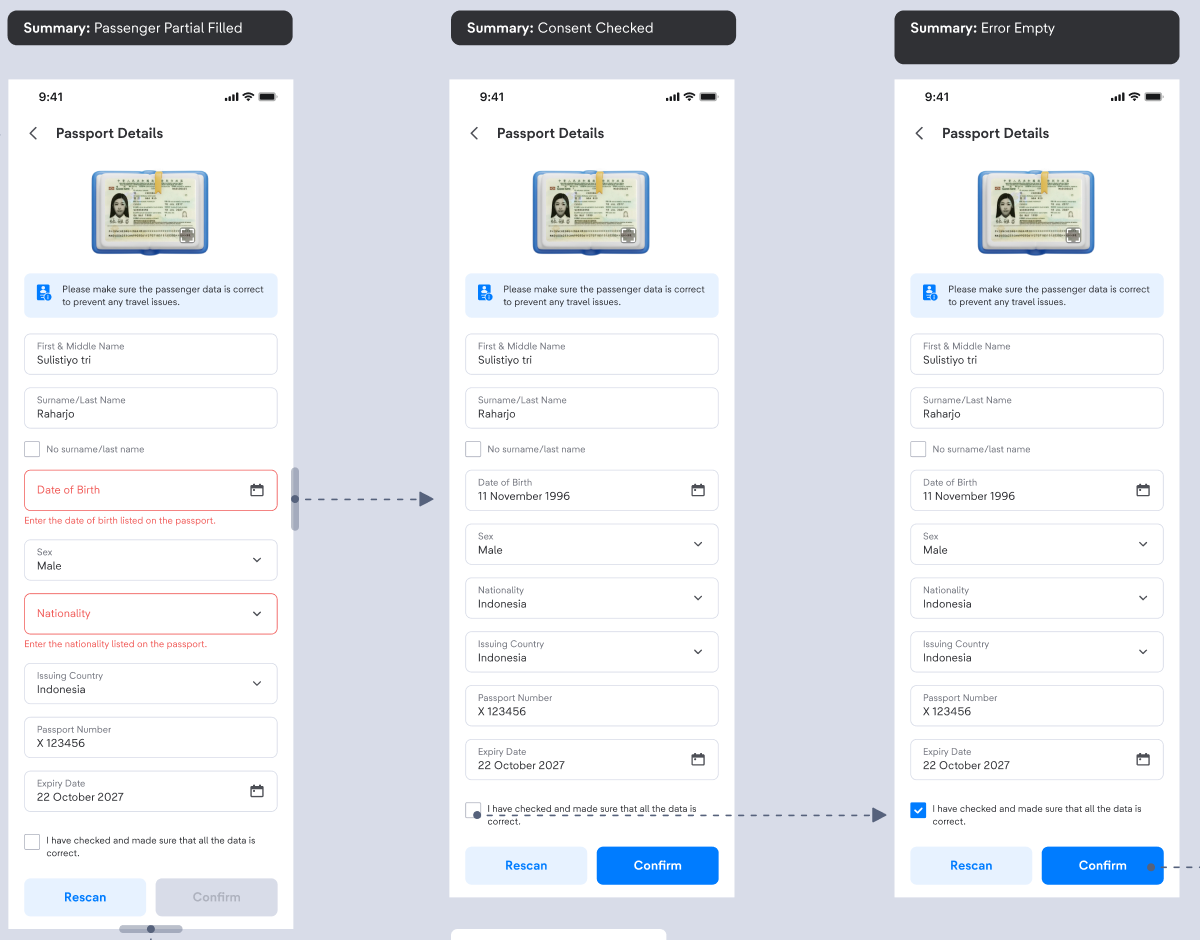 Summary: Passenger Partial Filled
9:41
Passport Details
Please make sure the passenger data is correct
to prevent any travel issues.
First & Middle Name
Sulistiyo tri
Surname/Last Name
Raharjo
No surname/last name
Date of Birth
Enter the date of birth listed on the passport.
Sex
Male
Nationality
Enter the nationality listed on the passport.
Issuing Country
Indonesia
Passport Number
X 123456
Expiry Date
22 October 2027
I have checked and made sure that all the data is
correct.
Rescan
Confirm
Summary: Consent Checked
9:41
Passport Details
Please make sure the passenger data is correct
to prevent any travel issues.
First & Middle Name
Sulistiyo tri
Surname/Last Name
Raharjo
No surname/last name
Date of Birth
11 November 1996
Sex
Male
Nationality
Indonesia
Issuing Country
Indonesia
Passport Number
X 123456
Expiry Date
22 October 2027
I have checked and made sure that all the data is
correct.
Rescan
Confirm
Summary: Error Empty
9:41
Passport Details
Please make sure the passenger data is correct
to prevent any travel issues.
First & Middle Name
Sulistiyo tri
Surname/Last Name
Raharjo
No surname/last name
Date of Birth
11 November 1996
Sex
Male
Nationality
Indonesia
Issuing Country
Indonesia
Passport Number
X 123456
Expiry Date
22 October 2027
I have checked and made sure that all the data is
correct.
Rescan
Confirm